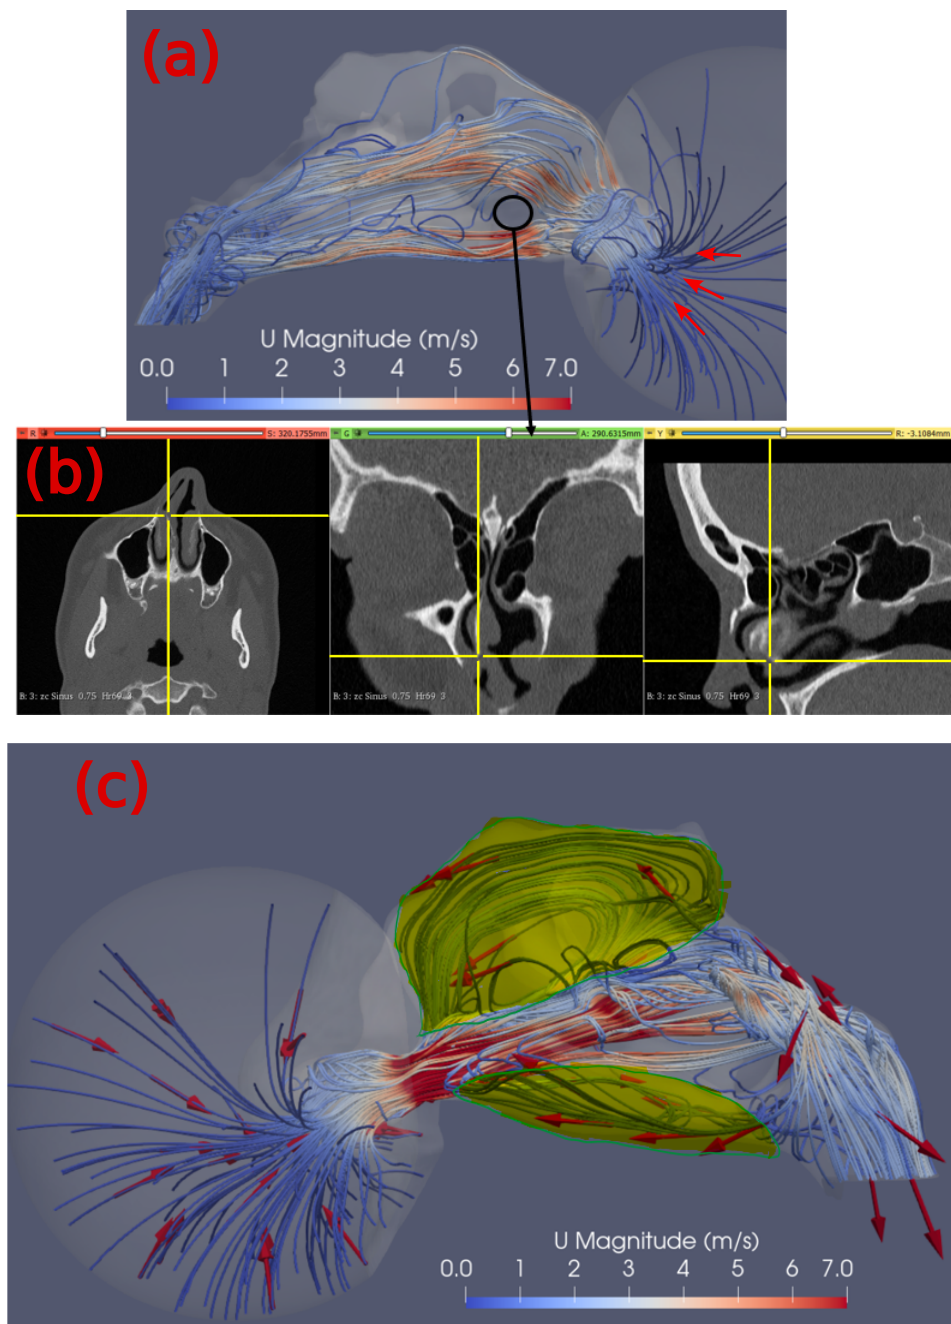 (a)
U Magnitude (m/s)
0.0 1 2 3 4 5 6 7.0
(b)
R S: 320.1755mm
G A: 290.6315mm
Y R: -3.1084mm
B: 3: zc Sinus 0.75 Hr69 3
B: 3: zc Sinus 0.75 Hr69 3
B: 3: zc Sinus 0.75 Hr69 3
(c)
U Magnitude (m/s)
0.0 1 2 3 4 5 6 7.0